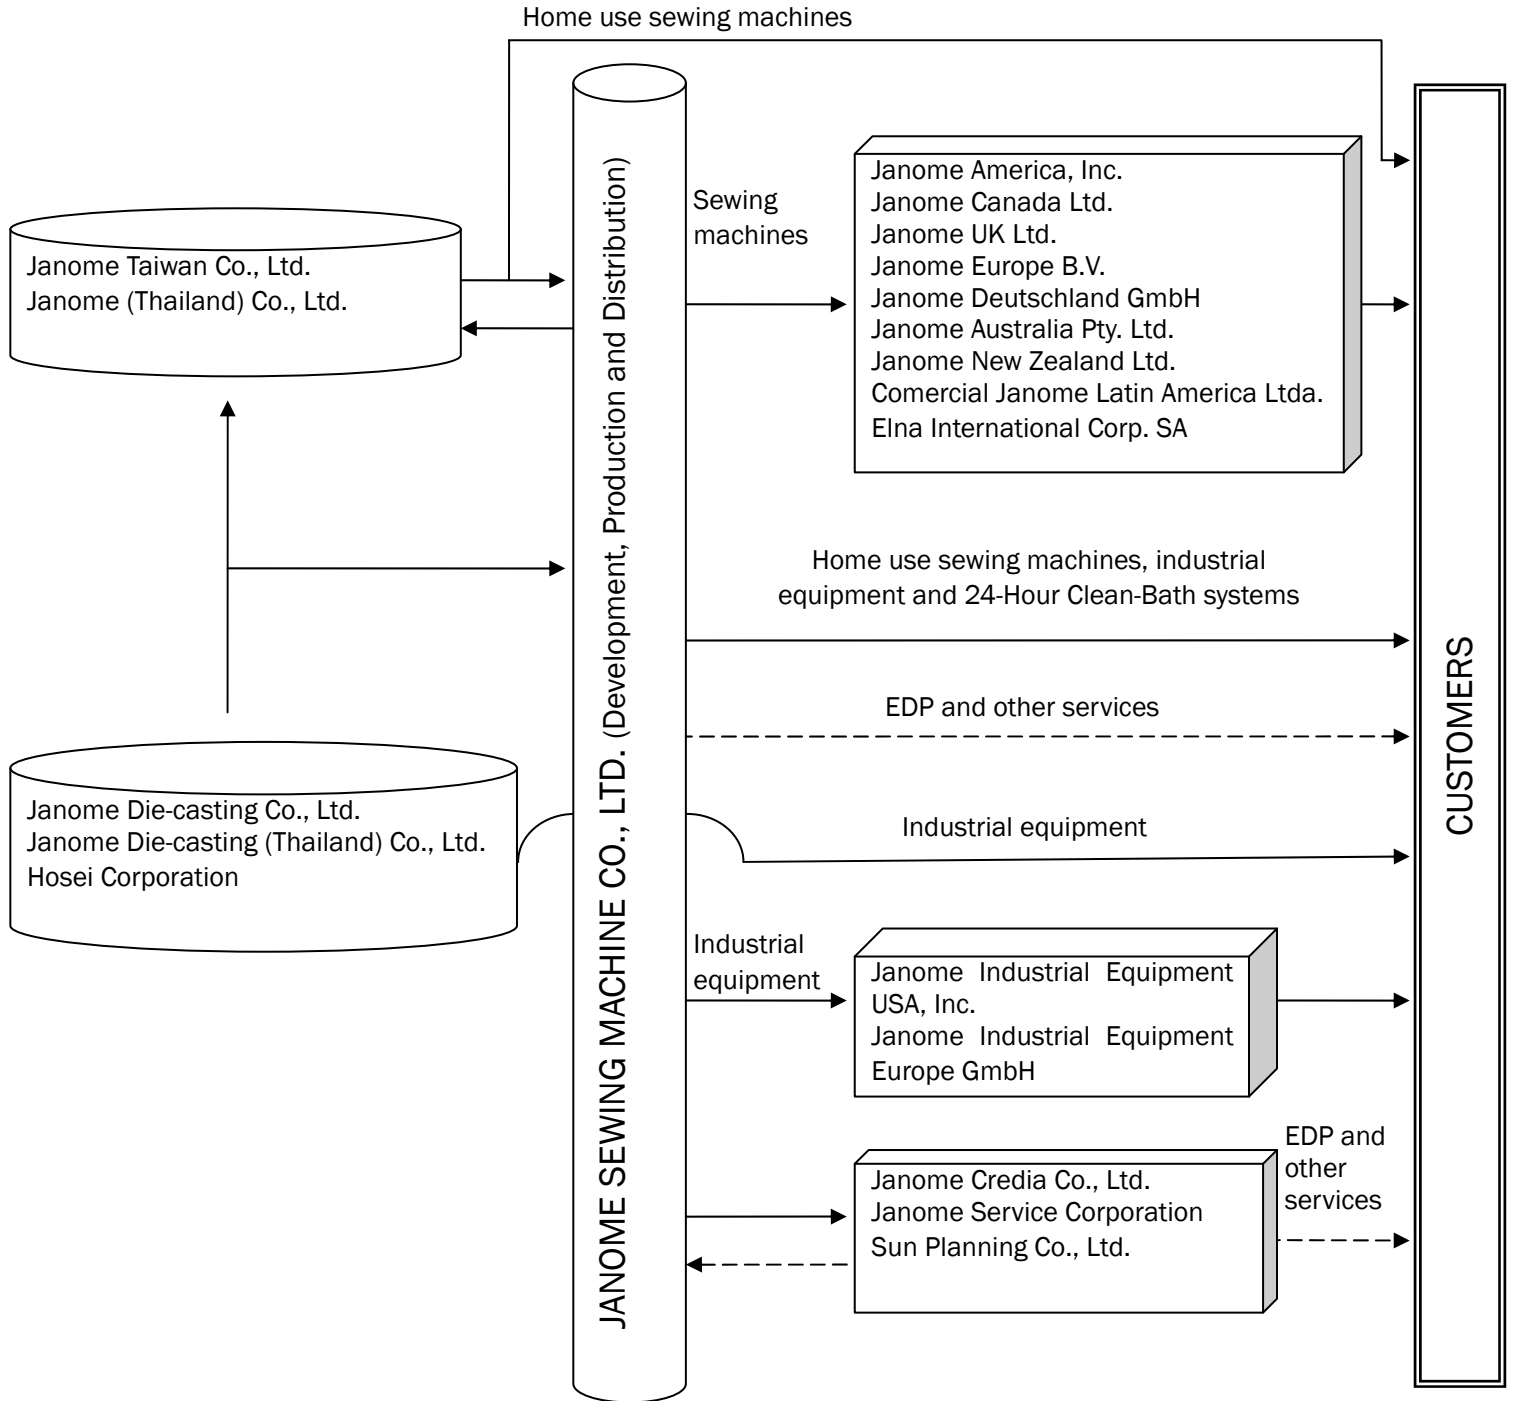 Home use sewing machines
Janome Taiwan Co., Ltd.
Janome (Thailand) Co., Ltd.
Janome Die-casting Co., Ltd.
Janome Die-casting (Thailand) Co., Ltd.
Hosei Corporation
JANOME SEWING MACHINE CO., LTD. (Development, Production and Distribution)
Sewing
machines
Janome America, Inc.
Janome Canada Ltd.
Janome UK Ltd.
Janome Europe B.V.
Janome Deutschland GmbH
Janome Australia Pty. Ltd.
Janome New Zealand Ltd.
Comercial Janome Latin America Ltda.
Elna International Corp. SA
Home use sewing machines, industrial
equipment and 24-Hour Clean-Bath systems
EDP and other services
Industrial equipment
Industrial
equipment
Janome Industrial Equipment
USA, Inc.
Janome Industrial Equipment
Europe GmbH
Janome Credia Co., Ltd.
Janome Service Corporation
Sun Planning Co., Ltd.
EDP and
other
services
CUSTOMERS